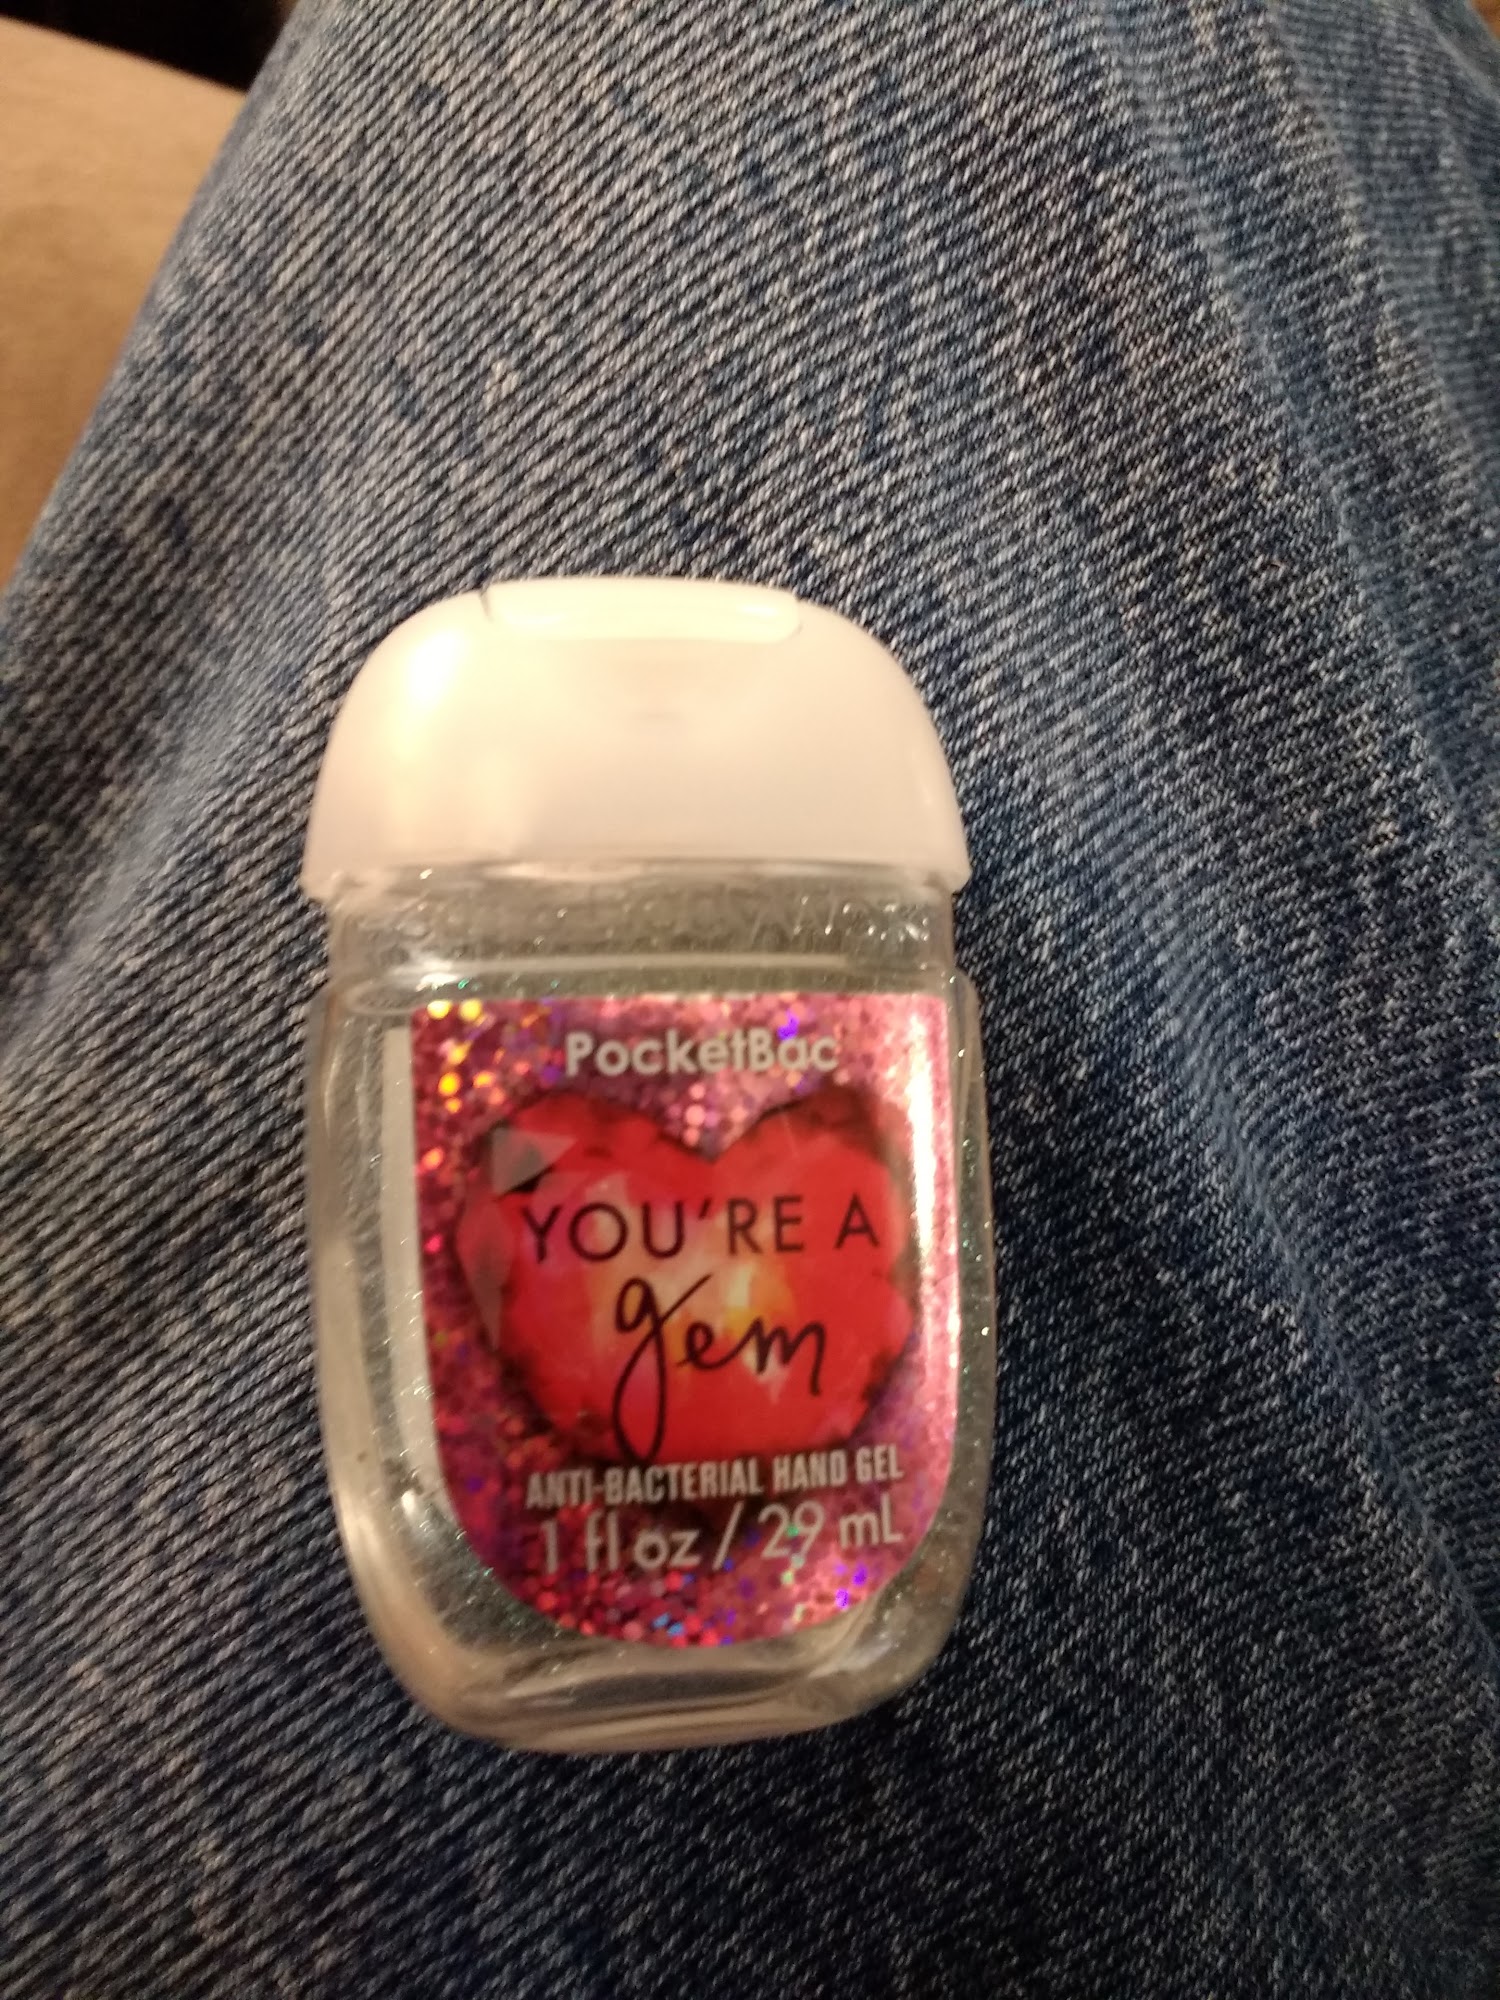 PocketBac
YOU'RE A
gem
ANTI-BACTERIAL HAND GEL
1 fl oz / 29 mL